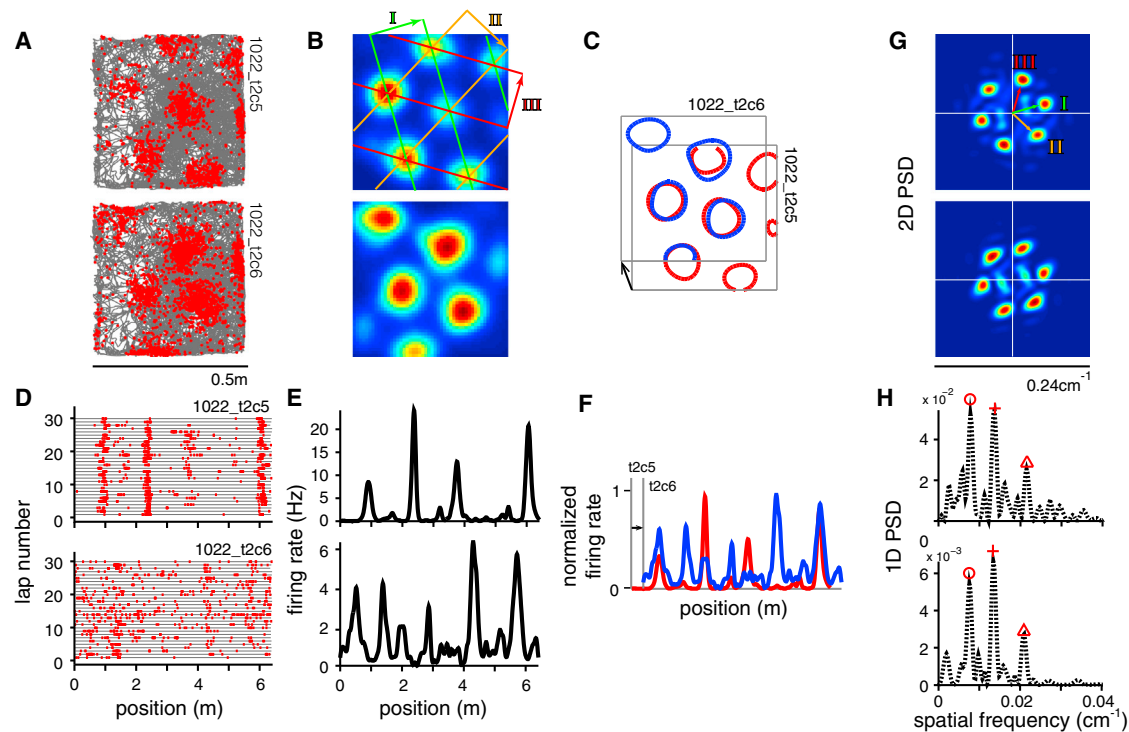 A
1022_t2c5
1022_t2c6
0.5m
B
I
II
III
C
1022_t2c6
1022_t2c5
G
2D PSD
III
I
II
0.24cm-1
D
1022_t2c5
30
20
10
0
1022_t2c6
30
20
10
0
lap number
0 2 4 6
position (m)
E
20
15
10
5
0
6
4
2
0
firing rate (Hz)
0 2 4 6
position (m)
F
t2c5
t2c6
1
0
normalized
firing rate
position (m)
H
x 10-2
4
2
0
x 10-3
6
4
2
0
1D PSD
0 0.02 0.04
spatial frequency (cm-1)